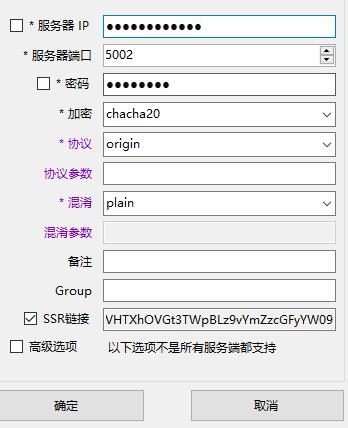 * 服务器 IP ●●●●●●●●●●●●
* 服务器端口 5002
* 密码 ●●●●●●●●
* 加密 chacha20
* 协议 origin
协议参数
* 混淆 plain
混淆参数
备注
Group
SSR链接 VHTXhOVGt3TWpBLz9vYmZzcGFyYW09
高级选项 以下选项不是所有服务端都支持
确定 取消